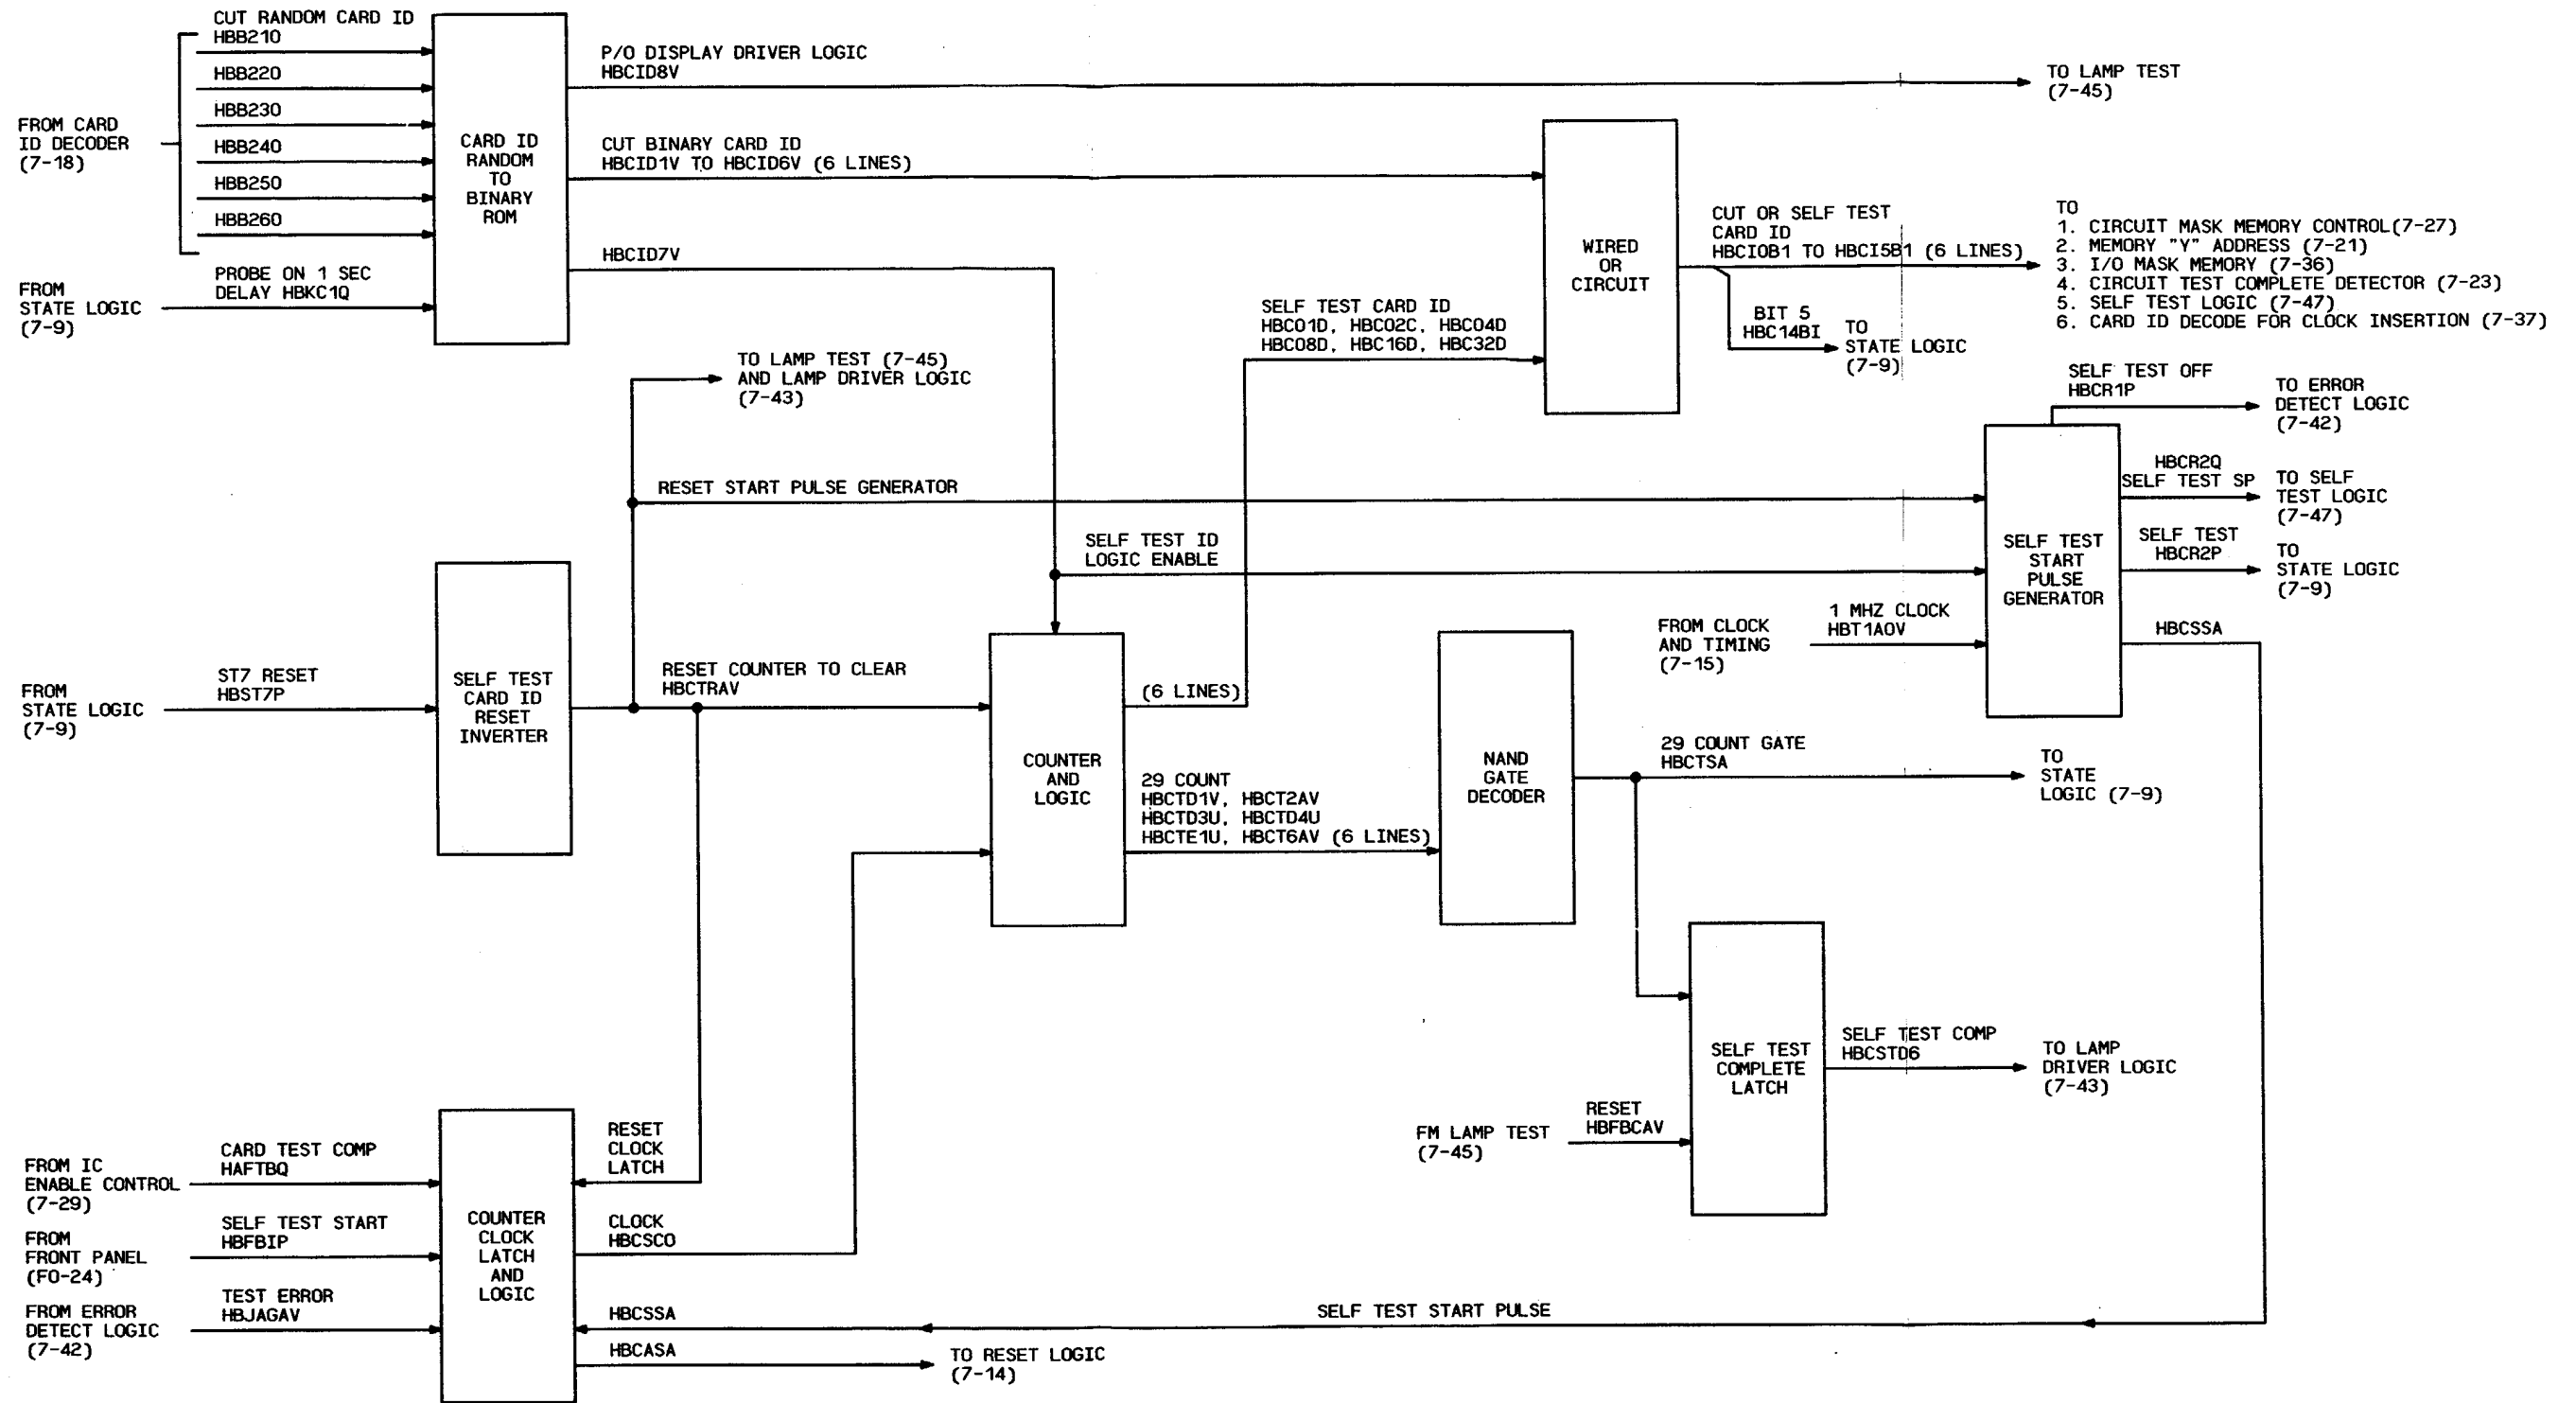 CUT RANDOM CARD ID
HBB210
HBB220
HBB230
HBB240
HBB250
HBB260
FROM CARD
ID DECODER
(7-18)
PROBE ON 1 SEC
DELAY HBKC1Q
FROM
STATE LOGIC
(7-9)
CARD ID
RANDOM
TO
BINARY
ROM
P/O DISPLAY DRIVER LOGIC
HBCID8V
TO LAMP TEST
(7-45)
CUT BINARY CARD ID
HBCID1V TO HBCID6V (6 LINES)
HBCID7V
WIRED
OR
CIRCUIT
CUT OR SELF TEST
CARD ID
HBCI0B1 TO HBCI5B1 (6 LINES)
TO
1. CIRCUIT MASK MEMORY CONTROL(7-27)
2. MEMORY "Y" ADDRESS (7-21)
3. I/O MASK MEMORY (7-36)
4. CIRCUIT TEST COMPLETE DETECTOR (7-23)
5. SELF TEST LOGIC (7-47)
6. CARD ID DECODE FOR CLOCK INSERTION (7-37)
BIT 5
HBC14BI
TO
STATE LOGIC
(7-9)
SELF TEST CARD ID
HBC01D, HBC02C, HBC04D
HBC08D, HBC16D, HBC32D
TO LAMP TEST (7-45)
AND LAMP DRIVER LOGIC
(7-43)
SELF TEST OFF
HBCR1P
TO ERROR
DETECT LOGIC
(7-42)
RESET START PULSE GENERATOR
HBCR2Q
SELF TEST SP
TO SELF
TEST LOGIC
(7-47)
SELF TEST ID
LOGIC ENABLE
SELF TEST
START
PULSE
GENERATOR
SELF TEST
HBCR2P
TO
STATE LOGIC
(7-9)
FROM CLOCK
AND TIMING
(7-15)
1 MHZ CLOCK
HBT1A0V
HBCSSA
FROM
STATE LOGIC
(7-9)
ST7 RESET
HBST7P
SELF TEST
CARD ID
RESET
INVERTER
RESET COUNTER TO CLEAR
HBCTRAV
COUNTER
AND
LOGIC
(6 LINES)
29 COUNT
HBCTD1V, HBCT2AV
HBCTD3U, HBCTD4U
HBCTE1U, HBCT6AV (6 LINES)
NAND
GATE
DECODER
29 COUNT GATE
HBCTSA
TO
STATE
LOGIC (7-9)
SELF TEST
COMPLETE
LATCH
SELF TEST COMP
HBCSTD6
TO LAMP
DRIVER LOGIC
(7-43)
FM LAMP TEST
(7-45)
RESET
HBFBCAV
FROM IC
ENABLE CONTROL
(7-29)
CARD TEST COMP
HAFTBQ
FROM
FRONT PANEL
(FO-24)
SELF TEST START
HBFBIP
FROM ERROR
DETECT LOGIC
(7-42)
TEST ERROR
HBJAGAV
COUNTER
CLOCK
LATCH
AND
LOGIC
RESET
CLOCK
LATCH
CLOCK
HBCSCO
HBCSSA
SELF TEST START PULSE
HBCASA
TO RESET LOGIC
(7-14)